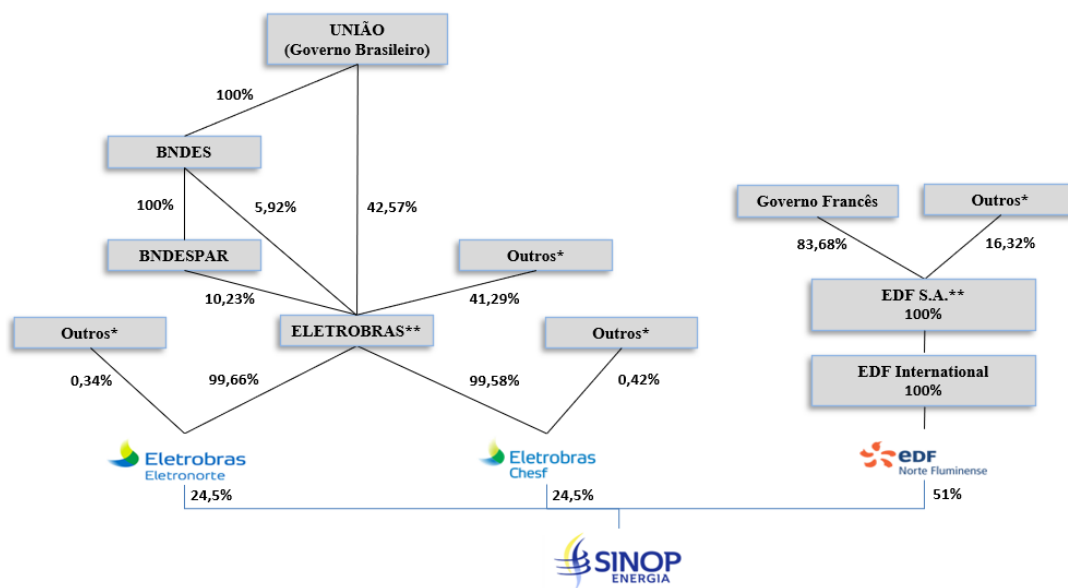 UNIÃO
(Governo Brasileiro)
100%
BNDES
100%
5,92%
42,57%
Governo Francês
Outros*
83,68%
16,32%
BNDESPAR
Outros*
10,23%
41,29%
EDF S.A.**
100%
Outros*
ELETROBRAS**
Outros*
0,34%
99,66%
99,58%
0,42%
EDF International
100%
Eletrobras
Eletronorte
Eletrobras
Chesf
eDF
Norte Fluminense
24,5%
24,5%
51%
SINOP
ENERGIA